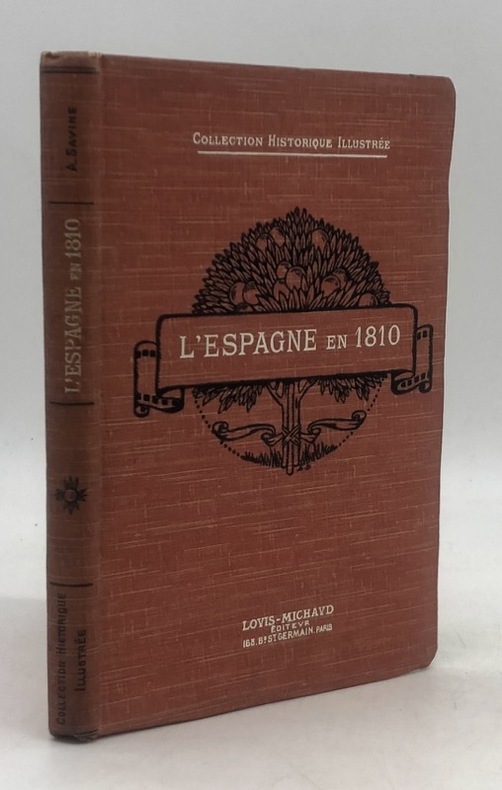 COLLECTION HISTORIQUE ILLUSTRÉE
L'ESPAGNE EN 1810
LOVIS-MICHAVD
ÉDITEVR
168. Bd ST GERMAIN. PARIS
A. SAVINE
L'ESPAGNE EN 1810
COLLECTION HISTORIQUE
ILLUSTRÉE